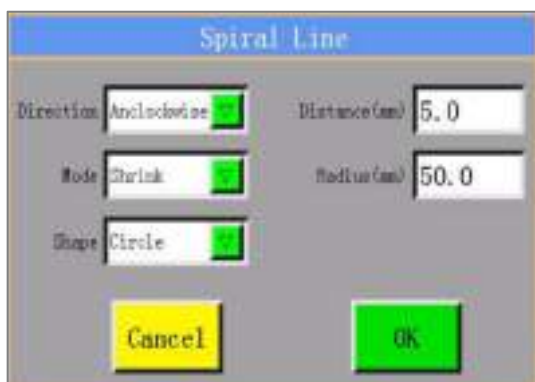 Spiral Line
Direction Anclockwise Distance(mm) 5.0
Mode Shrink Radius(mm) 50.0
Shape Circle
Cancel OK